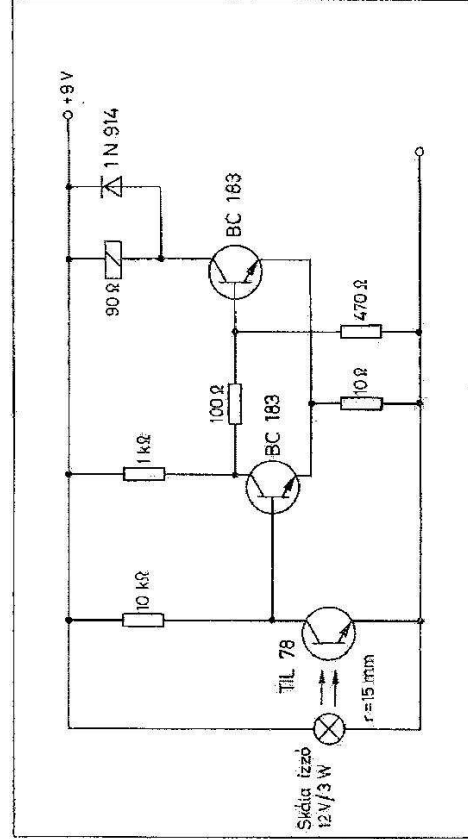 +9V
1 N 914
90 Ω
BC 183
1 kΩ
100 Ω
BC 183
470 Ω
10 Ω
10 kΩ
TIL 78
r = 15 mm
Skála izzó
12 V/3 W